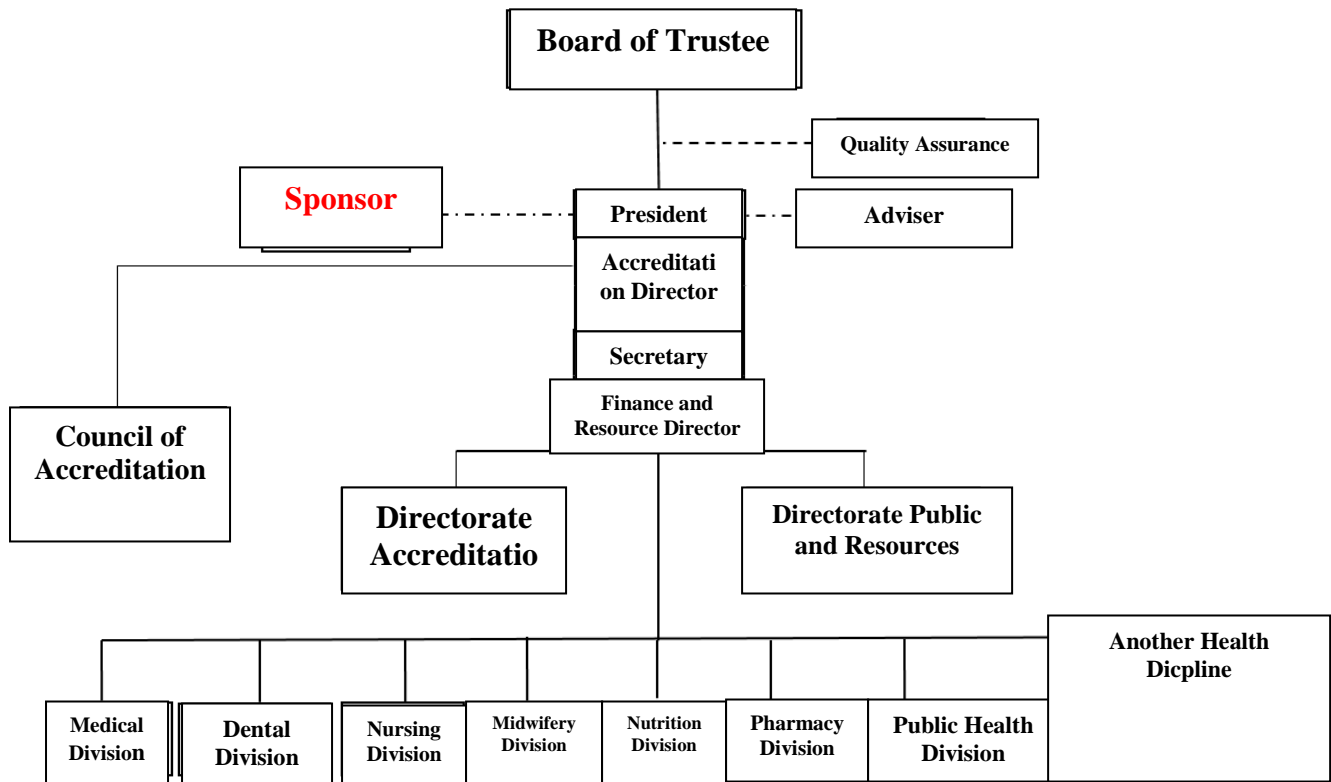 Board of Trustee
Quality Assurance
Sponsor
President
Adviser
Accreditati
on Director
Secretary
Finance and
Resource Director
Council of
Accreditation
Directorate
Accreditatio
Directorate Public
and Resources
Another Health
Dicpline
Medical
Division
Dental
Division
Nursing
Division
Midwifery
Division
Nutrition
Division
Pharmacy
Division
Public Health
Division